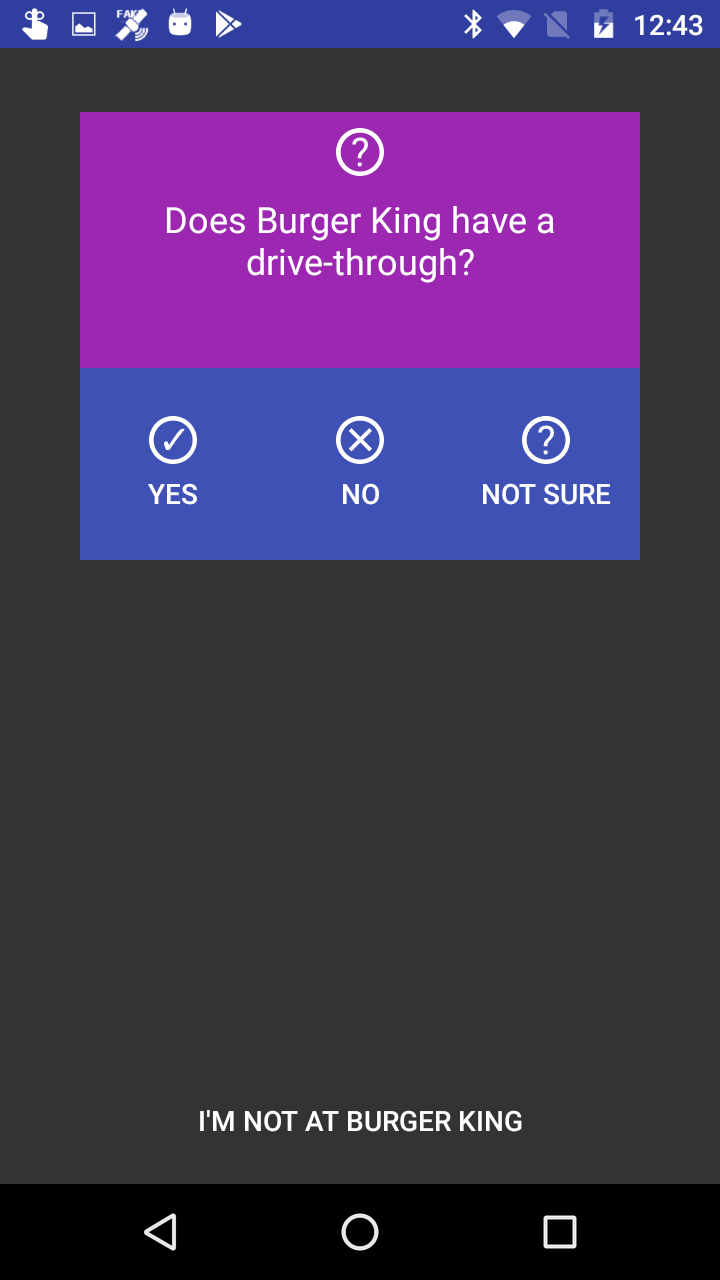 FAKE
12:43
?
Does Burger King have a
drive-through?
?
YES
NO
NOT SURE
I'M NOT AT BURGER KING